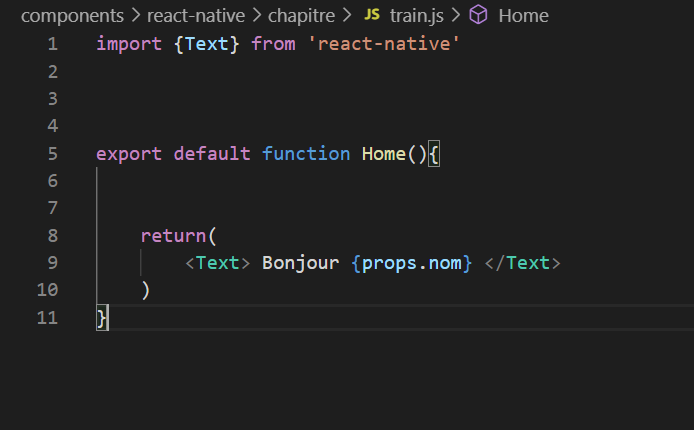 components > react-native > chapitre > JS train.js > Home
1 import {Text} from 'react-native'
2
3
4
5 export default function Home(){
6
7
8 return(
9 <Text> Bonjour {props.nom} </Text>
10 )
11 }